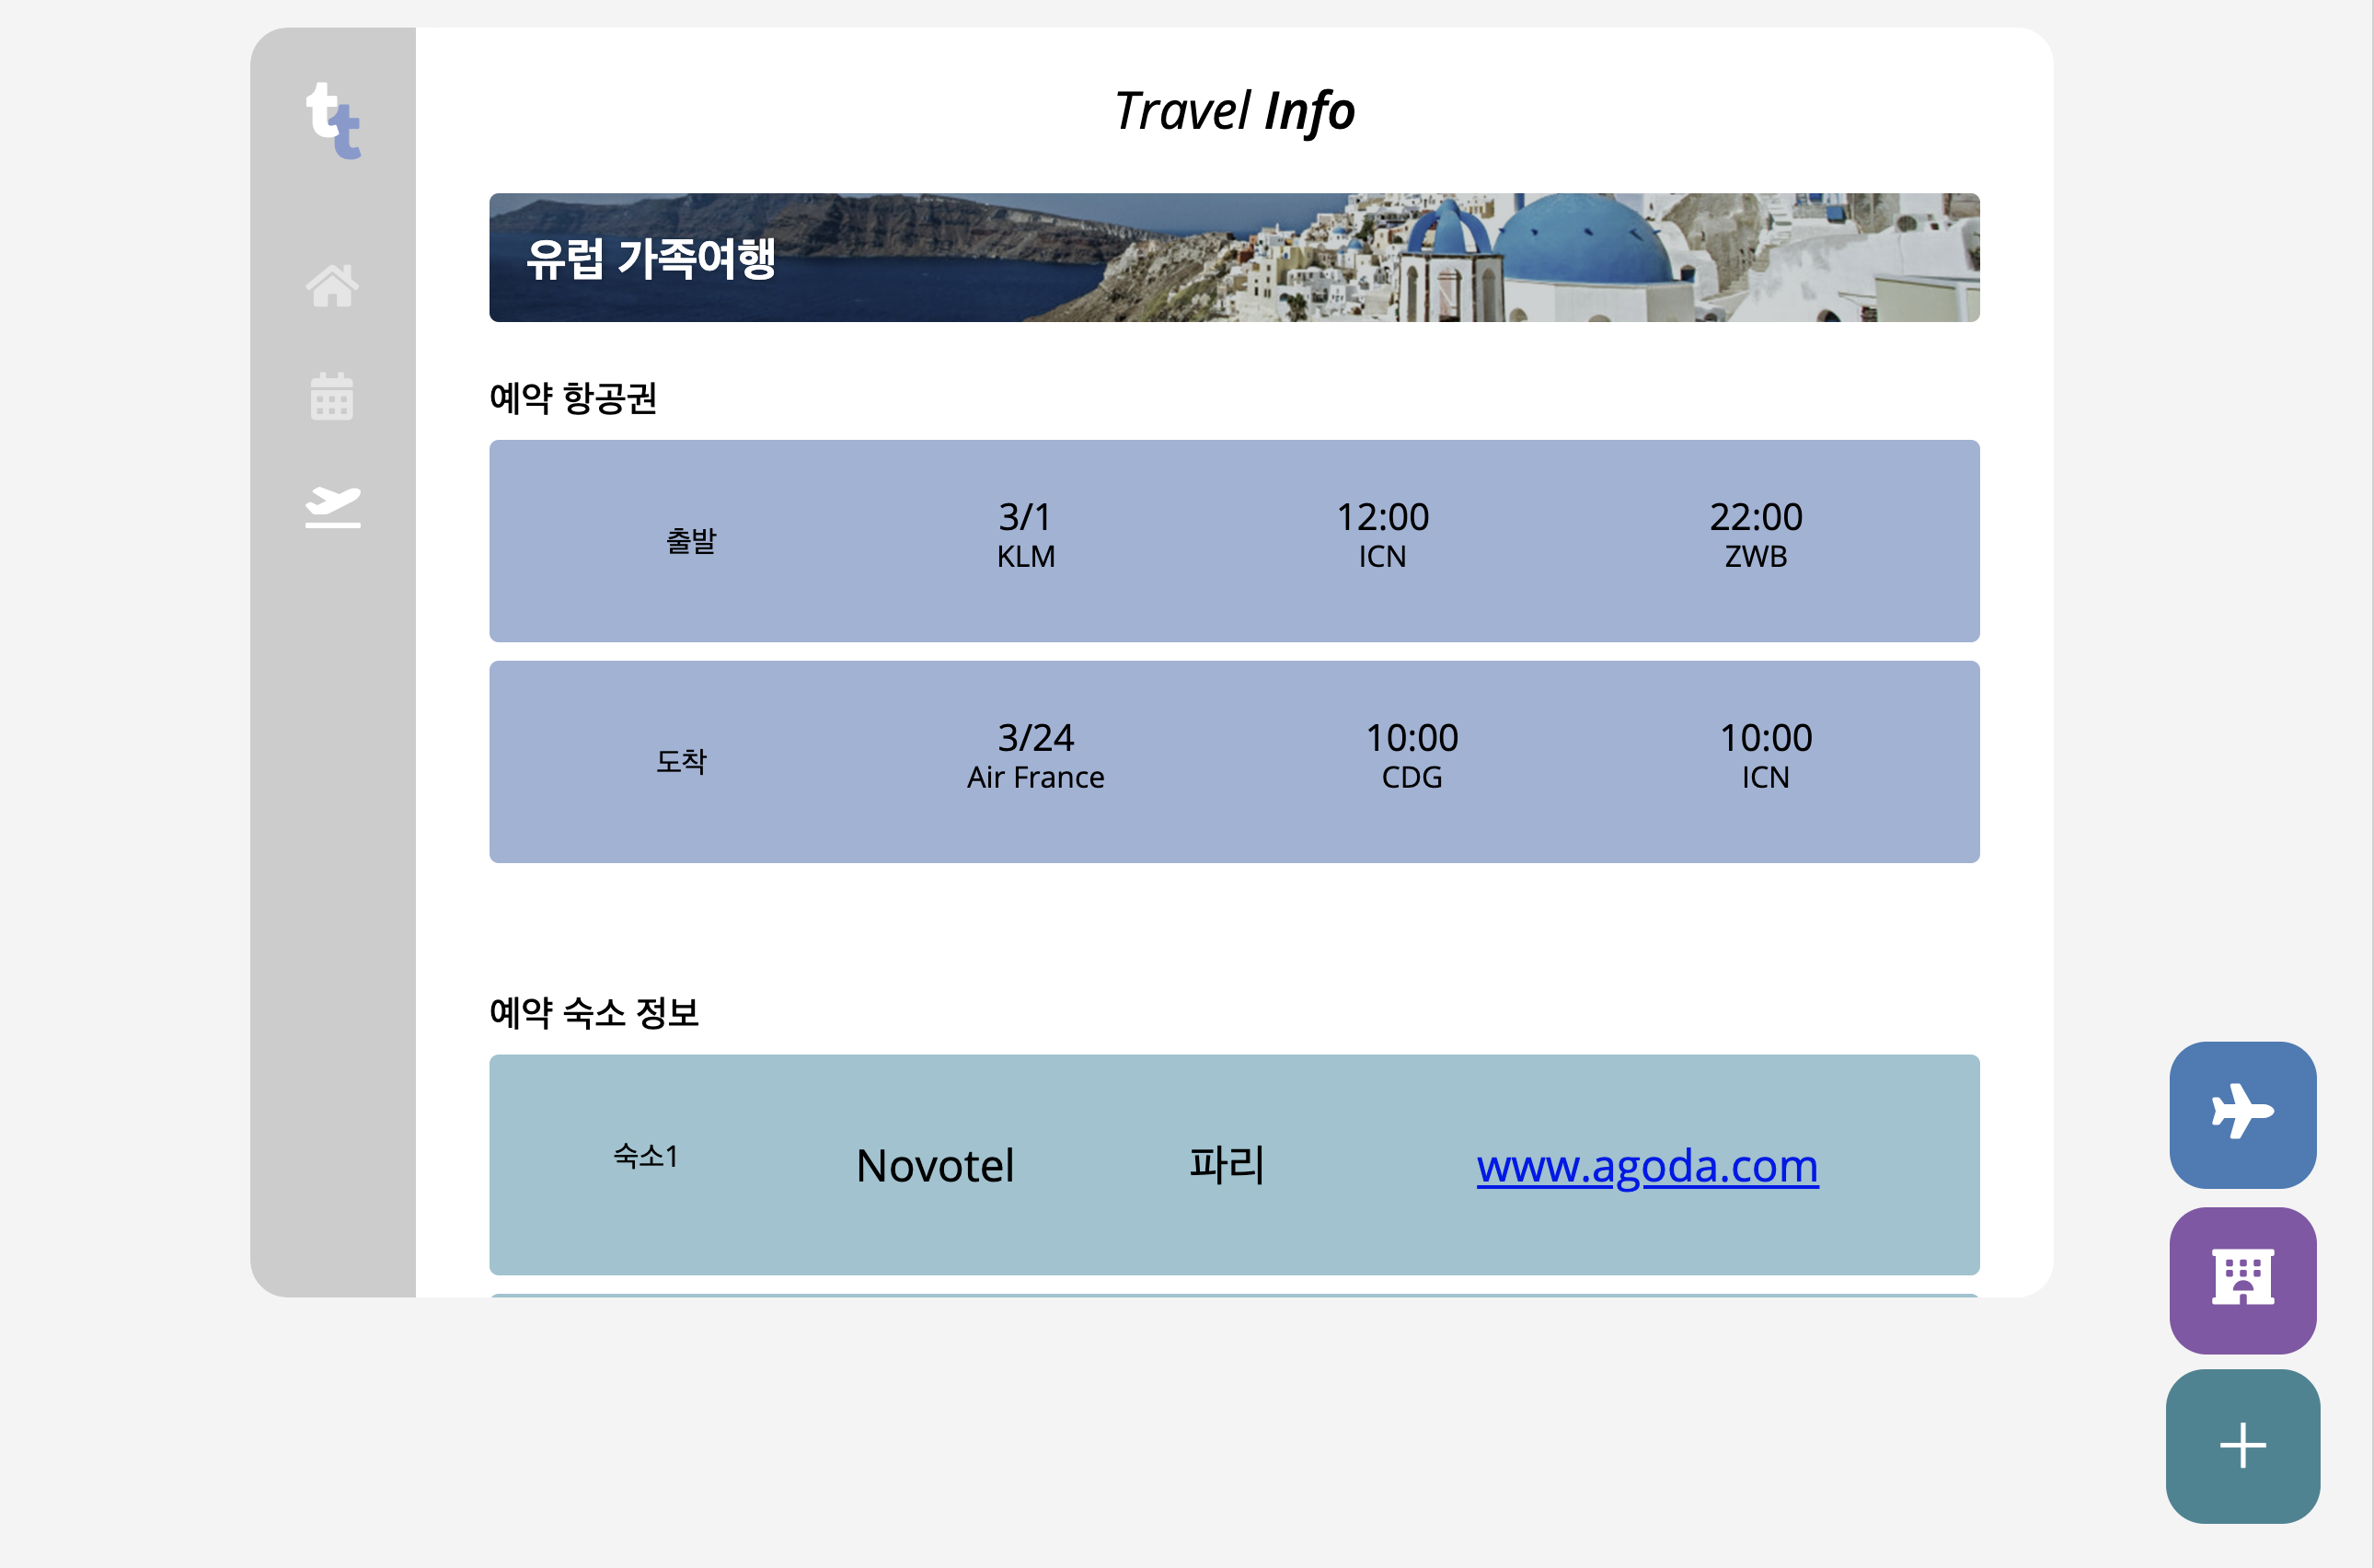 tt
Travel Info
유럽 가족여행
예약 항공권
출발 3/1 12:00 22:00
KLM ICN ZWB
도착 3/24 10:00 10:00
Air France CDG ICN
예약 숙소 정보
숙소1 Novotel 파리 www.agoda.com